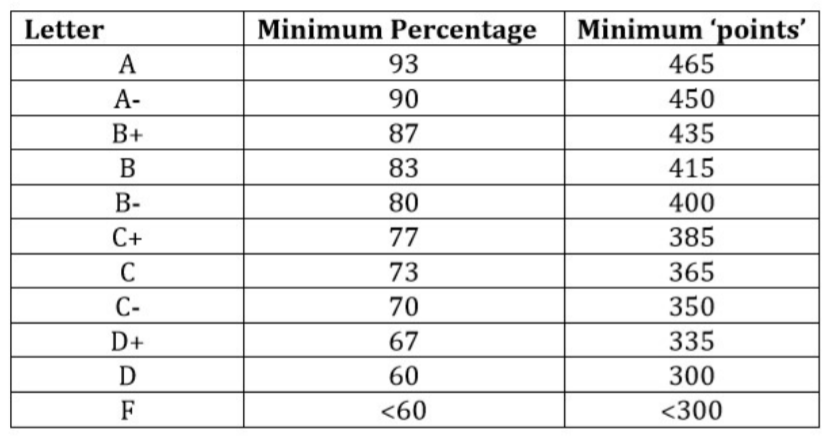 Letter Minimum Percentage Minimum ‘points’
A 93 465
A- 90 450
B+ 87 435
B 83 415
B- 80 400
C+ 77 385
C 73 365
C- 70 350
D+ 67 335
D 60 300
F <60 <300